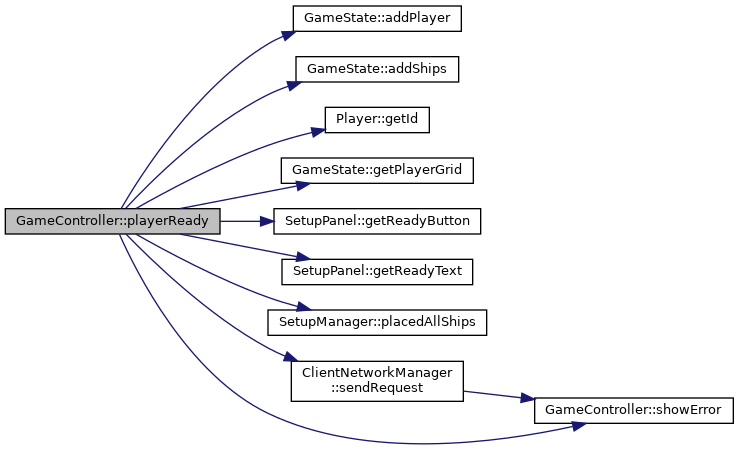 GameState::addPlayer
GameState::addShips
Player::getId
GameState::getPlayerGrid
GameController::playerReady
SetupPanel::getReadyButton
SetupPanel::getReadyText
SetupManager::placedAllShips
ClientNetworkManager
::sendRequest
GameController::showError